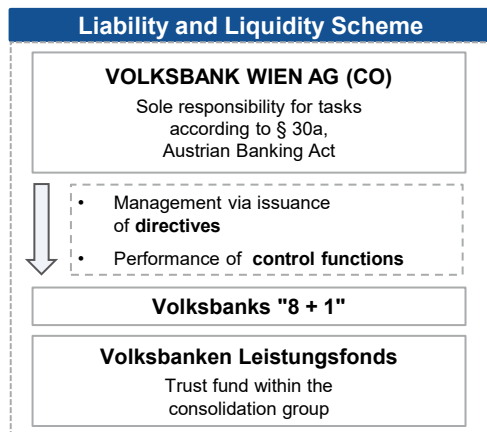 Liability and Liquidity Scheme
VOLKSBANK WIEN AG (CO)
Sole responsibility for tasks
according to § 30a,
Austrian Banking Act
• Management via issuance
of directives
• Performance of control functions
Volksbanks "8 + 1"
Volksbanken Leistungsfonds
Trust fund within the
consolidation group